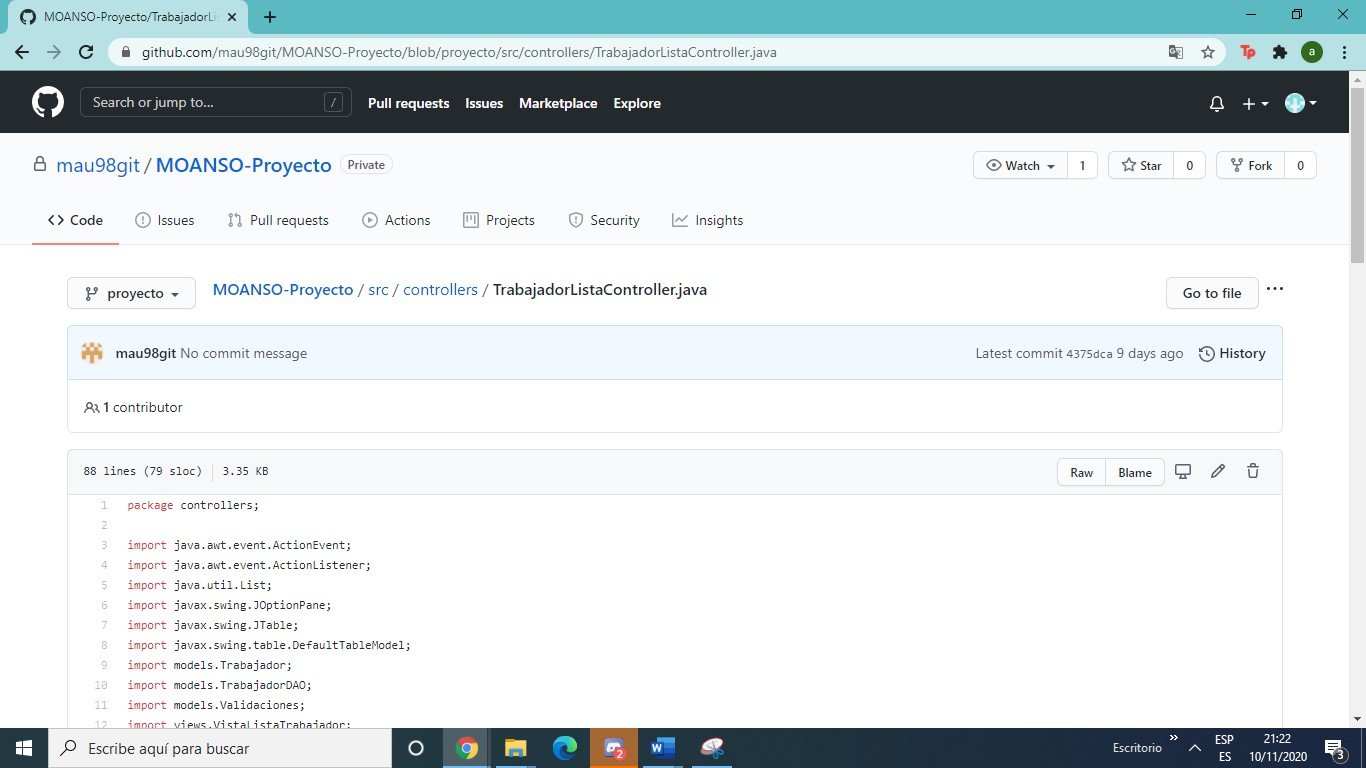 MOANSO-Proyecto/TrabajadorLi
github.com/mau98git/MOANSO-Proyecto/blob/proyecto/src/controllers/TrabajadorListaController.java
Tp
a
Search or jump to... / Pull requests Issues Marketplace Explore
mau98git / MOANSO-Proyecto Private Watch 1 Star 0 Fork 0
Code Issues Pull requests Actions Projects Security Insights
proyecto MOANSO-Proyecto / src / controllers / TrabajadorListaController.java Go to file ...
mau98git No commit message Latest commit 4375dca 9 days ago History
1 contributor
88 lines (79 sloc) 3.35 KB Raw Blame
1 package controllers;
2
3 import java.awt.event.ActionEvent;
4 import java.awt.event.ActionListener;
5 import java.util.List;
6 import javax.swing.JOptionPane;
7 import javax.swing.JTable;
8 import javax.swing.table.DefaultTableModel;
9 import models.Trabajador;
10 import models.TrabajadorDAO;
11 import models.Validaciones;
12 import views.VistaListaTrabajador;
Escribe aquí para buscar
2
Escritorio
ESP
ES
21:22
10/11/2020
3